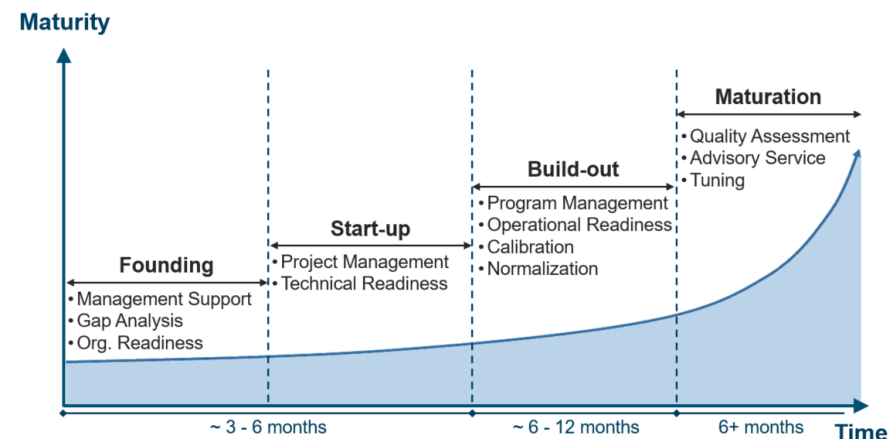 Maturity
Maturation
• Quality Assessment
• Advisory Service
• Tuning
Build-out
• Program Management
• Operational Readiness
• Calibration
• Normalization
Start-up
• Project Management
• Technical Readiness
Founding
• Management Support
• Gap Analysis
• Org. Readiness
~ 3 - 6 months
~ 6 - 12 months
6+ months
Time